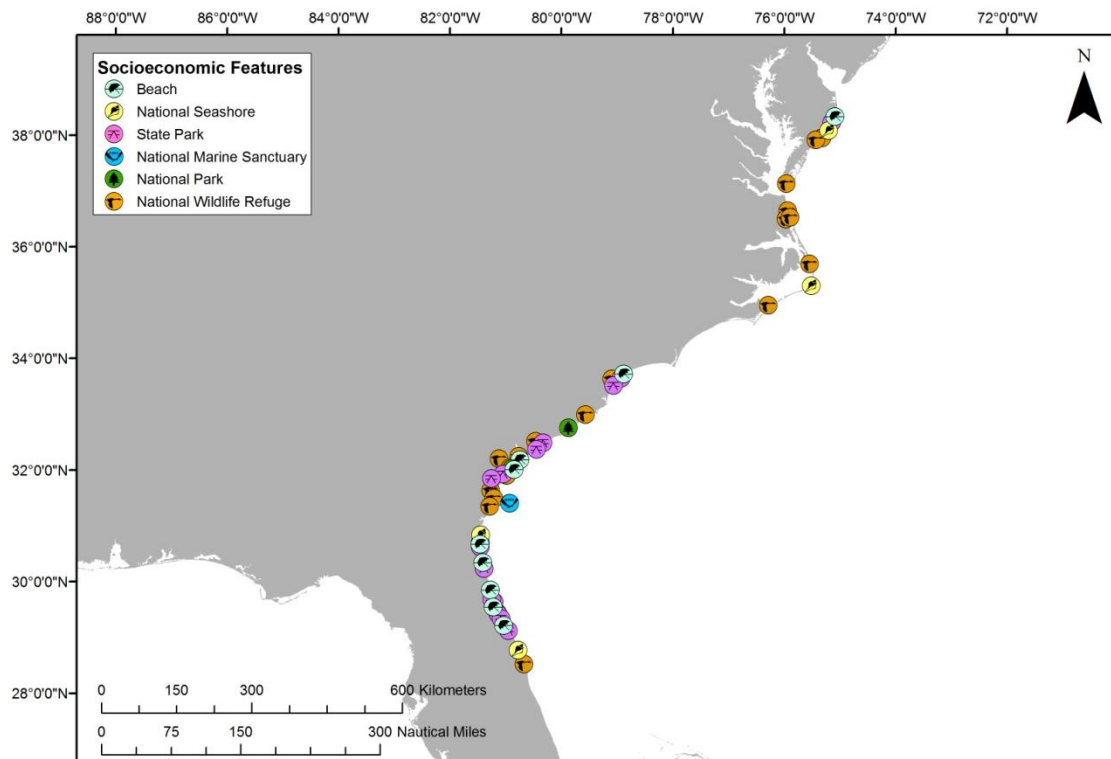 88°0'0"W 86°0'0"W 84°0'0"W 82°0'0"W 80°0'0"W 78°0'0"W 76°0'0"W 74°0'0"W 72°0'0"W
Socioeconomic Features
Beach
National Seashore
State Park
National Marine Sanctuary
National Park
National Wildlife Refuge
N
38°0'0"N
36°0'0"N
34°0'0"N
32°0'0"N
30°0'0"N
28°0'0"N
0 150 300 600 Kilometers
0 75 150 300 Nautical Miles